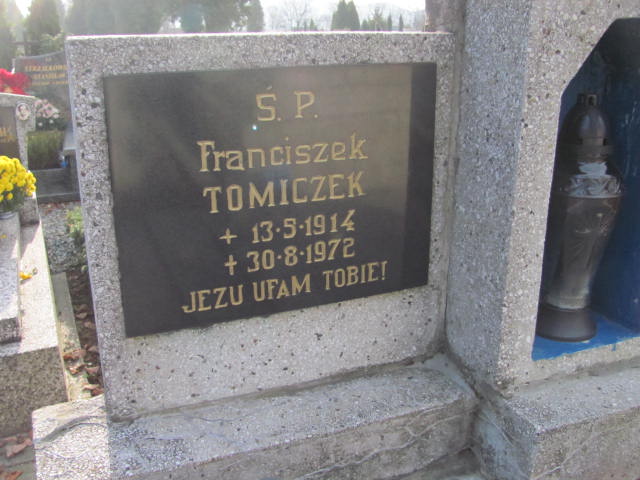 Ś. P.
Franciszek
TOMICZEK
+ 13·5·1914
† 30·8·1972
JEZU UFAM TOBIE!